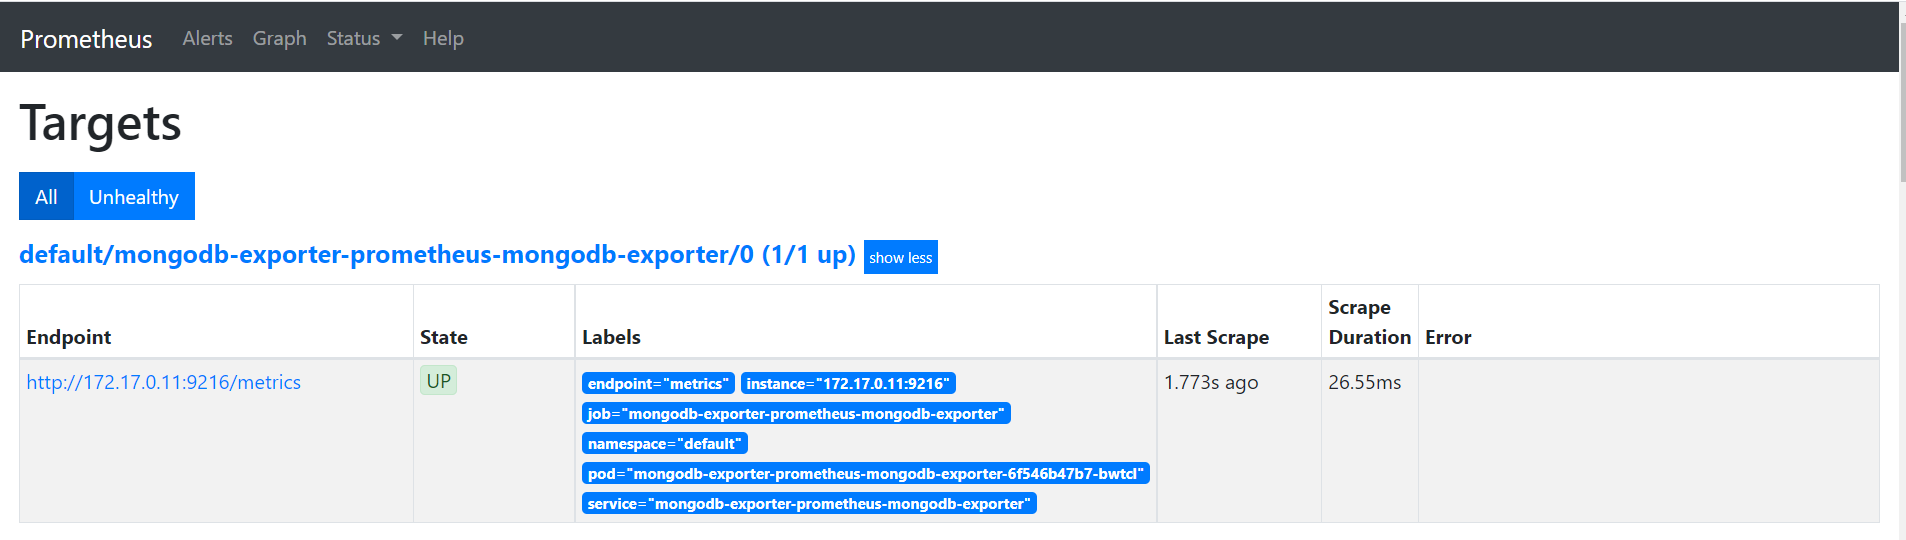 Prometheus Alerts Graph Status Help
Targets
All Unhealthy
default/mongodb-exporter-prometheus-mongodb-exporter/0 (1/1 up) show less
Endpoint State Labels Last Scrape Scrape Duration Error
http://172.17.0.11:9216/metrics UP endpoint="metrics" instance="172.17.0.11:9216" 1.773s ago 26.55ms
job="mongodb-exporter-prometheus-mongodb-exporter"
namespace="default"
pod="mongodb-exporter-prometheus-mongodb-exporter-6f546b47b7-bwtcl"
service="mongodb-exporter-prometheus-mongodb-exporter"